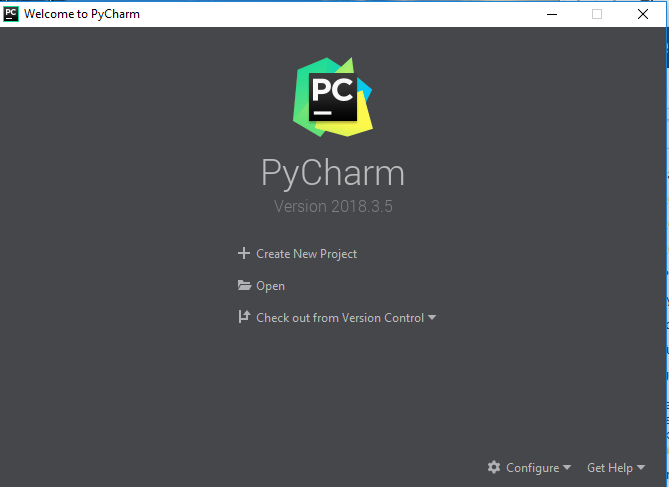 PC
Welcome to PyCharm
PC
PyCharm
Version 2018.3.5
Create New Project
Open
Check out from Version Control
Configure
Get Help